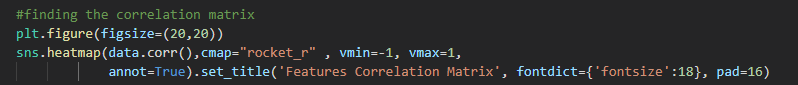 #finding the correlation matrix
plt.figure(figsize=(20,20))
sns.heatmap(data.corr(),cmap="rocket_r" , vmin=-1, vmax=1,
annot=True).set_title('Features Correlation Matrix', fontdict={'fontsize':18}, pad=16)